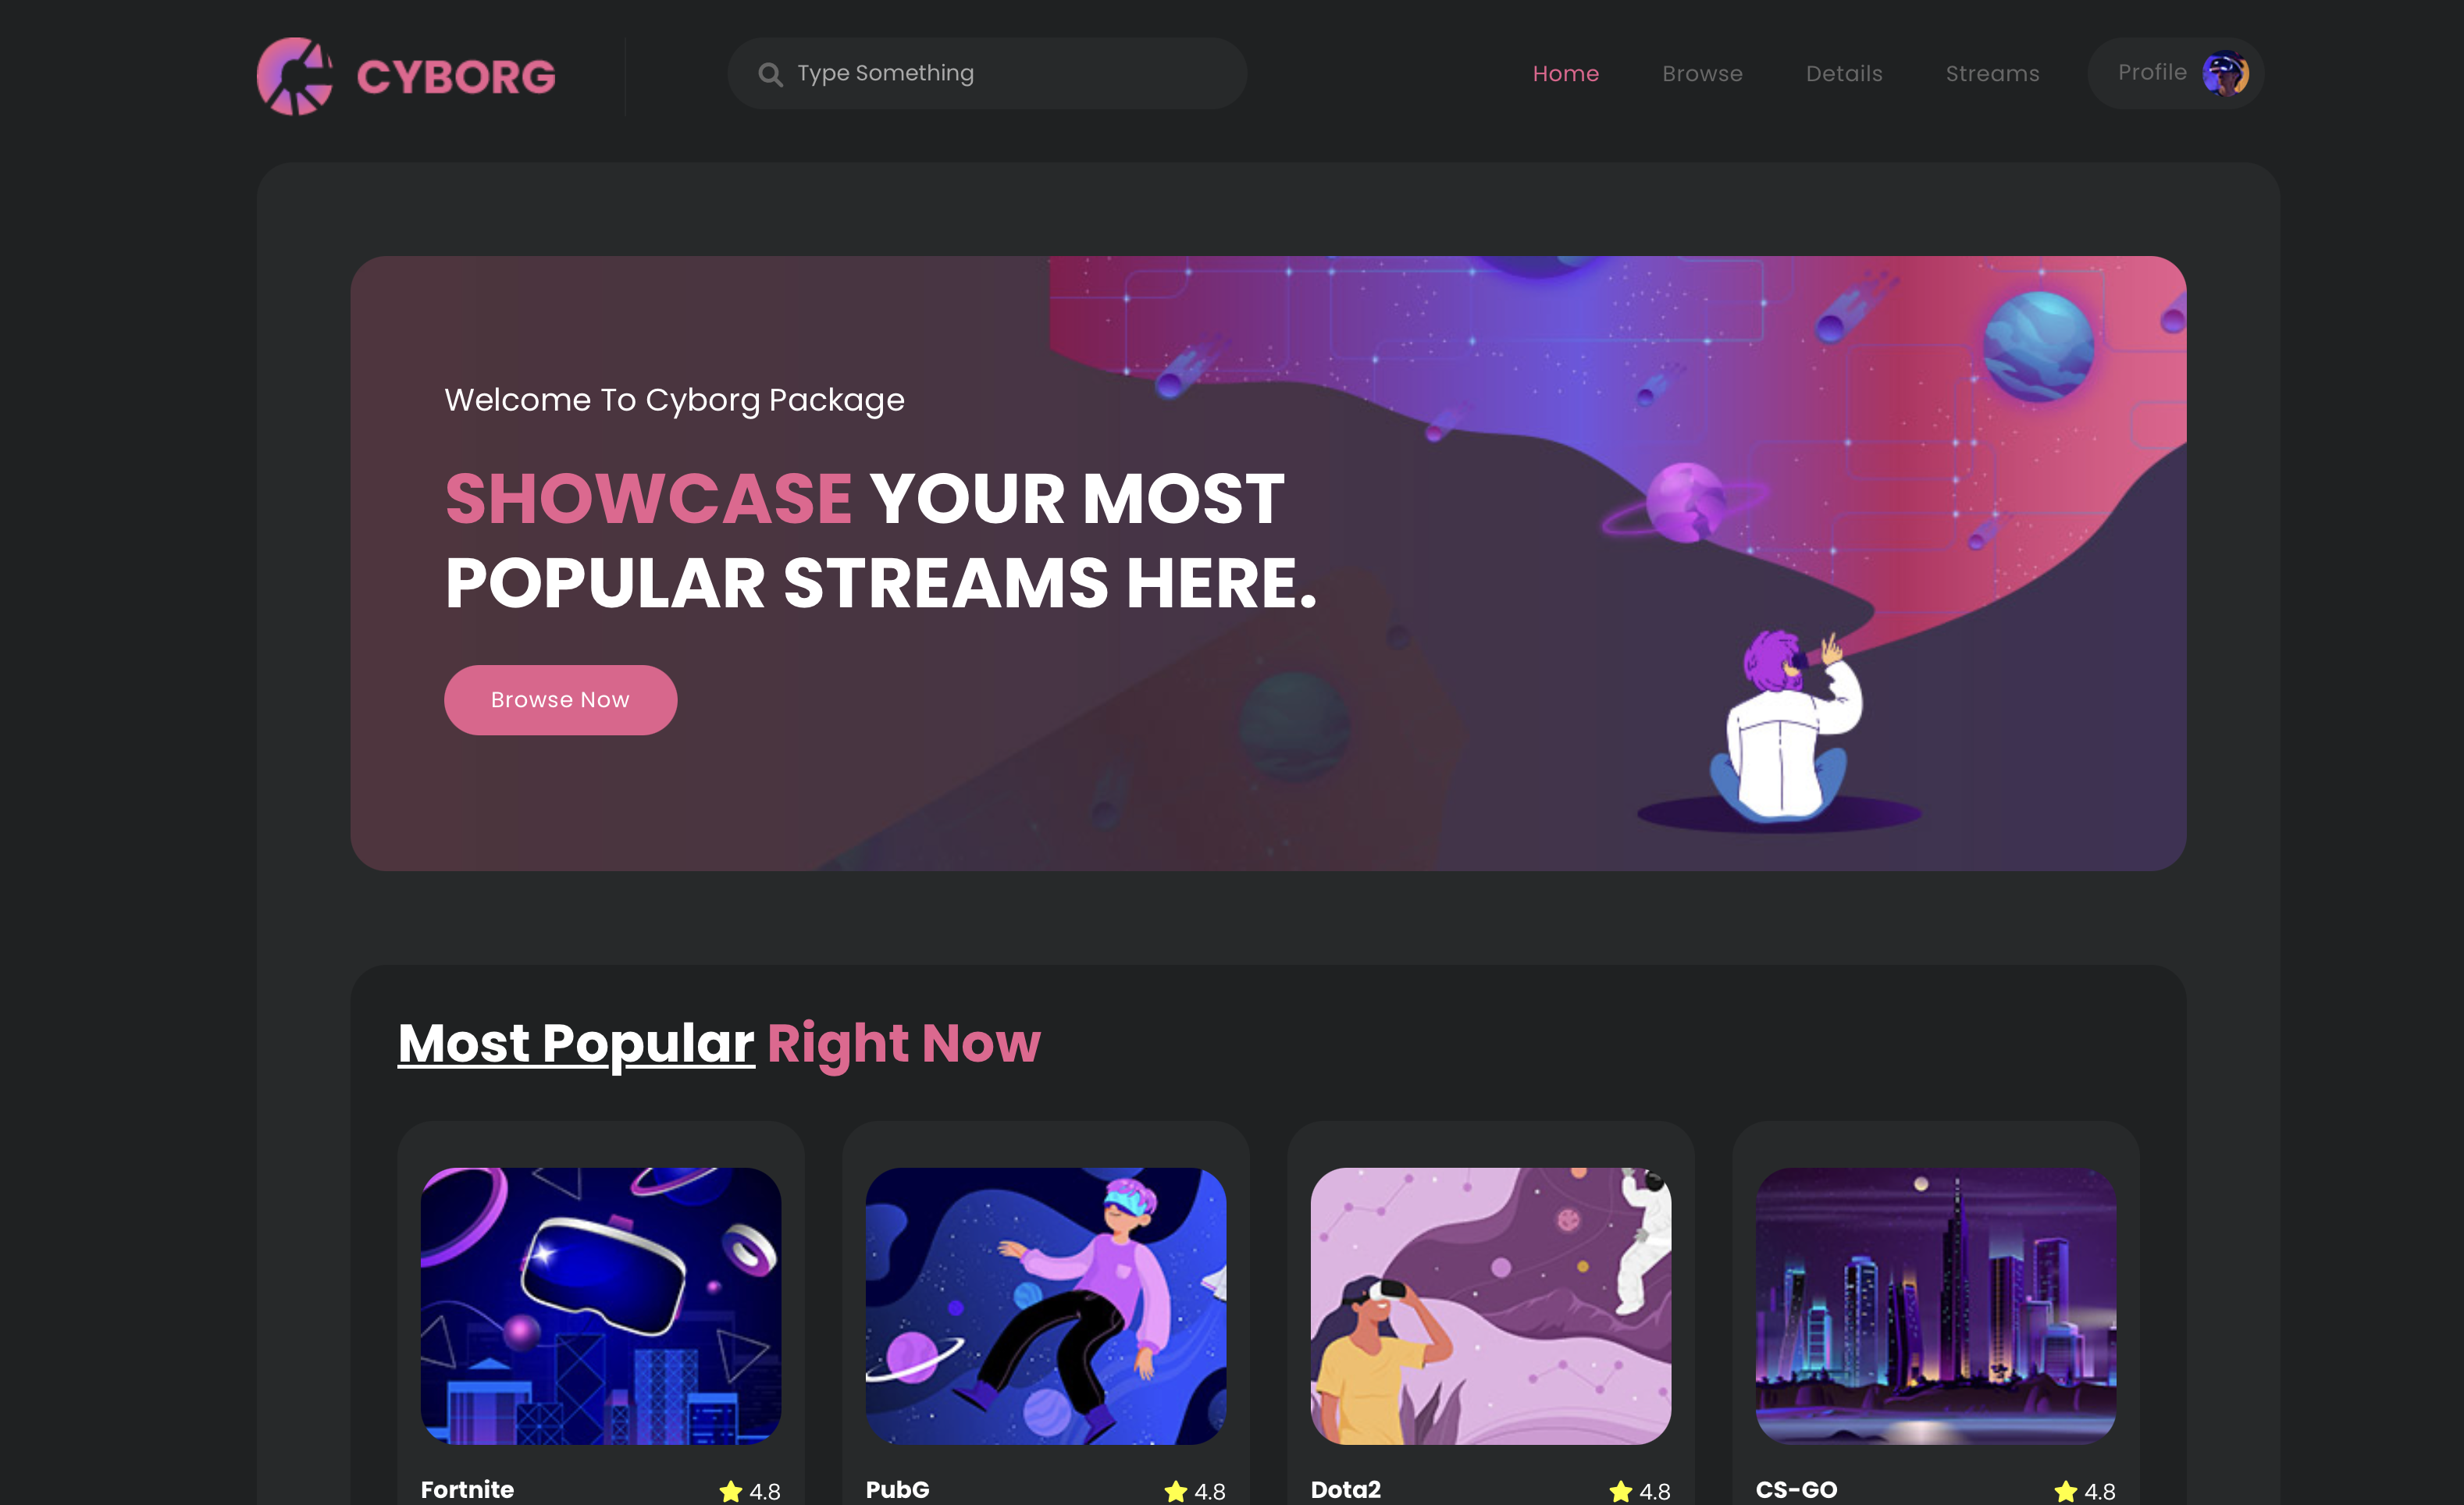 CYBORG
Type Something
Home
Browse
Details
Streams
Profile
Welcome To Cyborg Package
SHOWCASE YOUR MOST
POPULAR STREAMS HERE.
Browse Now
Most Popular Right Now
Fortnite
4.8
PubG
4.8
Dota2
4.8
CS-GO
4.8